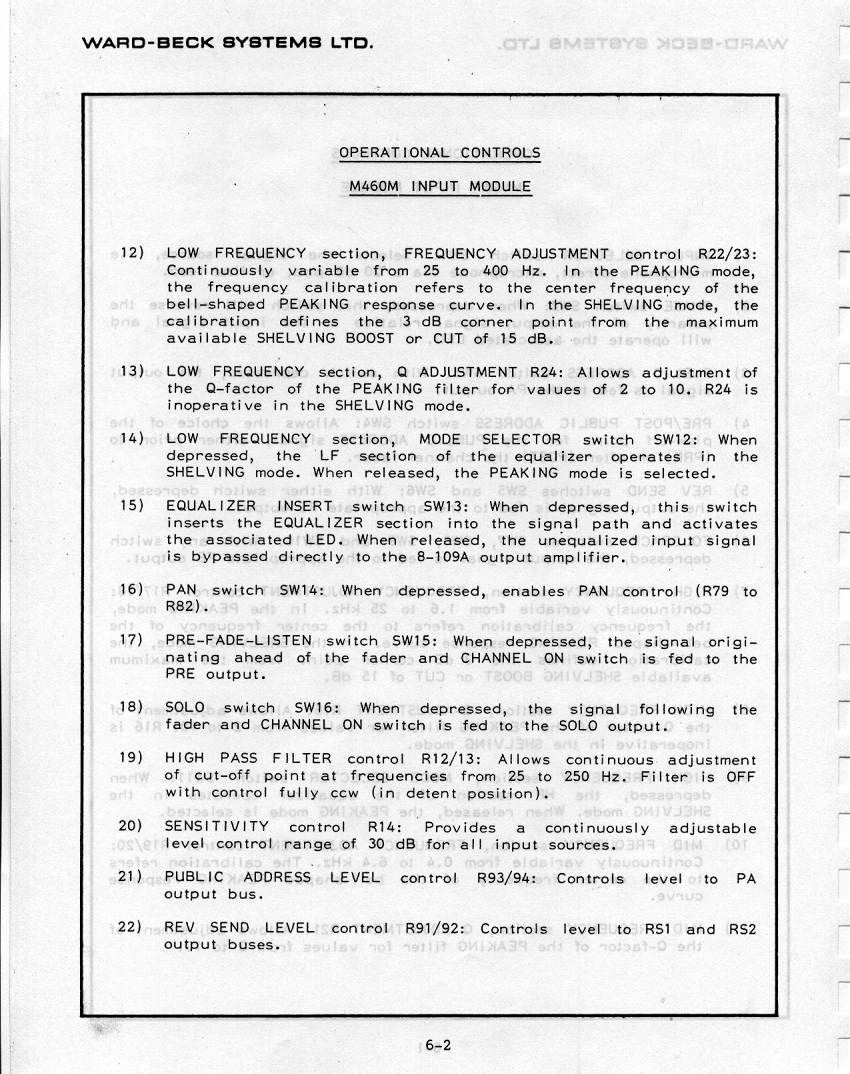 WARD-BECK SYSTEMS LTD.
OPERATIONAL CONTROLS
M460M INPUT MODULE
12) LOW FREQUENCY section, FREQUENCY ADJUSTMENT control R22/23:
Continuously variable from 25 to 400 Hz. In the PEAKING mode,
the frequency calibration refers to the center frequency of the
bell-shaped PEAKING response curve. In the SHELVING mode, the
calibration defines the 3 dB corner point from the maximum
available SHELVING BOOST or CUT of 15 dB.
13) LOW FREQUENCY section, Q ADJUSTMENT R24: Allows adjustment of
the Q-factor of the PEAKING filter for values of 2 to 10. R24 is
inoperative in the SHELVING mode.
14) LOW FREQUENCY section, MODE SELECTOR switch SW12: When
depressed, the LF section of the equalizer operates in the
SHELVING mode. When released, the PEAKING mode is selected.
15) EQUALIZER INSERT switch SW13: When depressed, this switch
inserts the EQUALIZER section into the signal path and activates
the associated LED. When released, the unequalized input signal
is bypassed directly to the 8-109A output amplifier.
16) PAN switch SW14: When depressed, enables PAN control (R79 to
R82).
17) PRE-FADE-LISTEN switch SW15: When depressed, the signal origi-
nating ahead of the fader and CHANNEL ON switch is fed to the
PRE output.
18) SOLO switch SW16: When depressed, the signal following the
fader and CHANNEL ON switch is fed to the SOLO output.
19) HIGH PASS FILTER control R12/13: Allows continuous adjustment
of cut-off point at frequencies from 25 to 250 Hz. Filter is OFF
with control fully ccw (in detent position).
20) SENSITIVITY control R14: Provides a continuously adjustable
level control range of 30 dB for all input sources.
21) PUBLIC ADDRESS LEVEL control R93/94: Controls level to PA
output bus.
22) REV SEND LEVEL control R91/92: Controls level to RS1 and RS2
output buses.
6-2